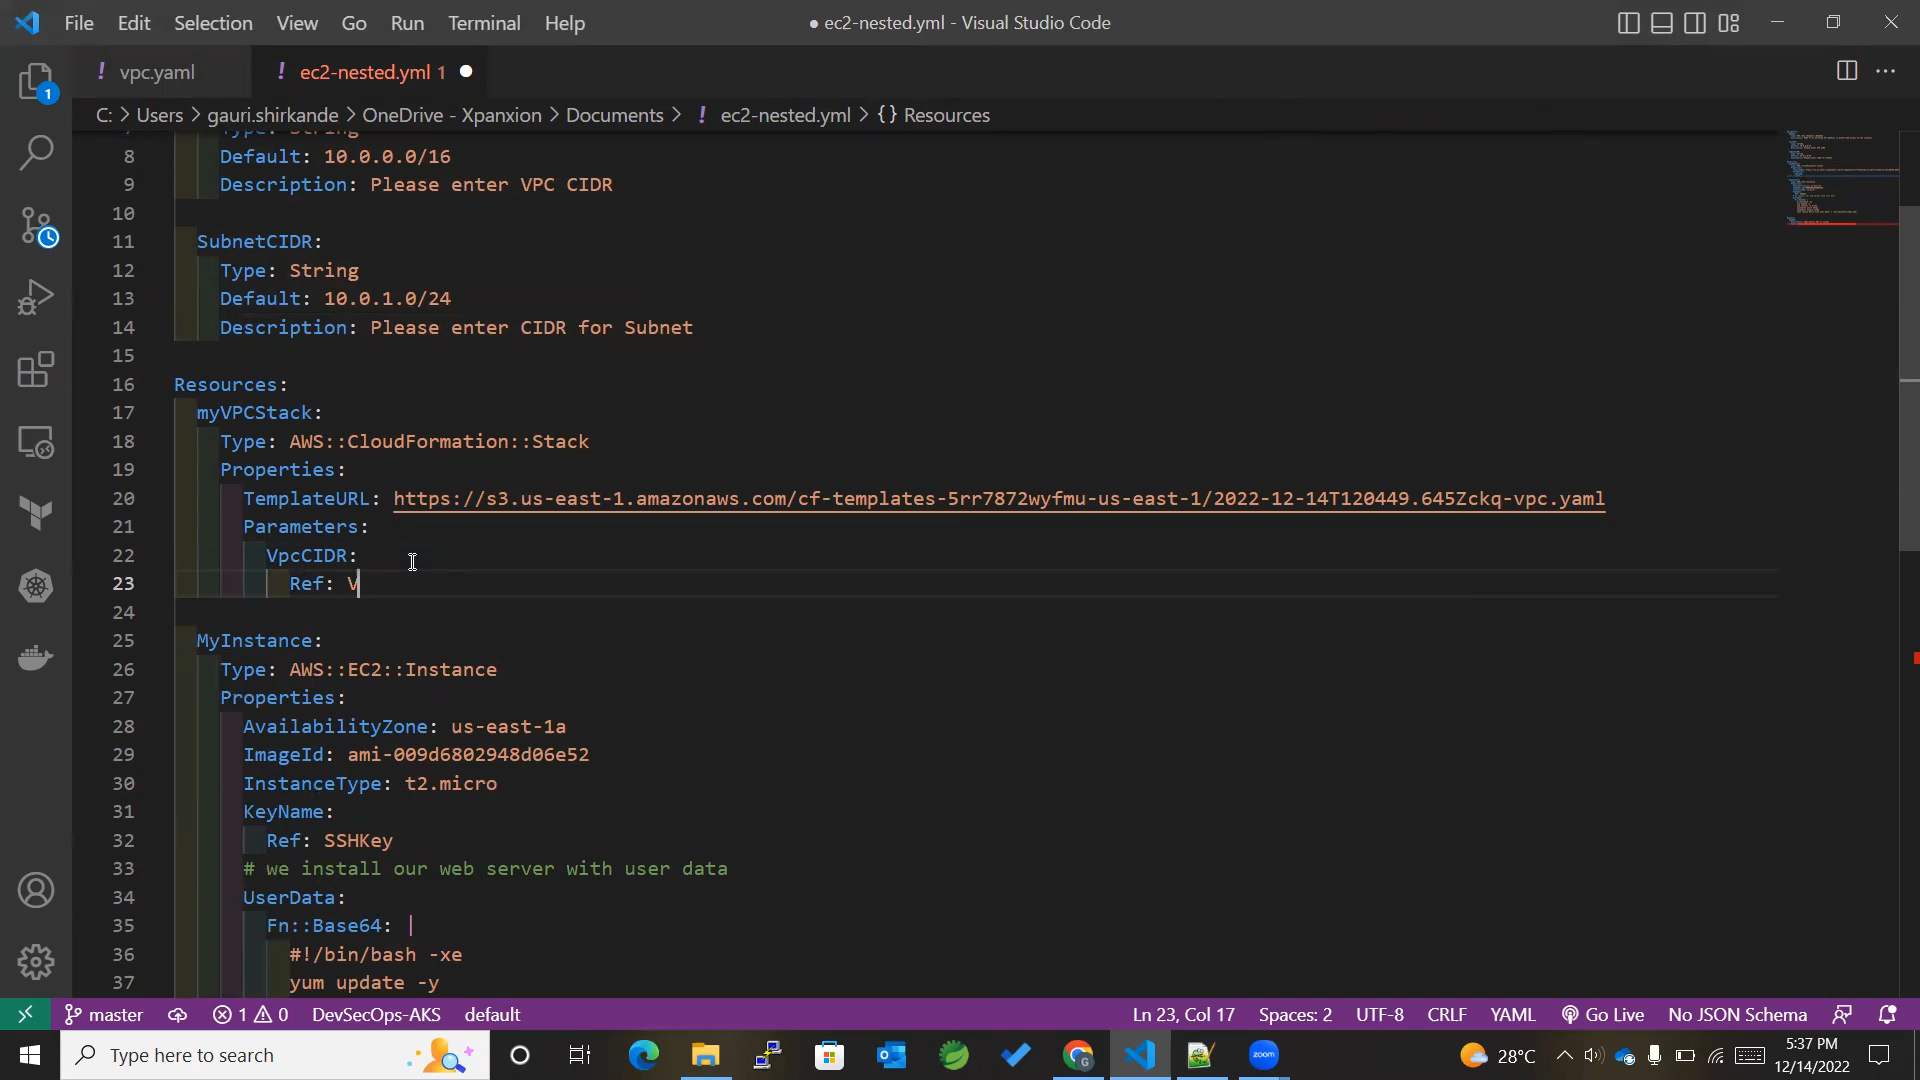 File Edit Selection View Go Run Terminal Help
● ec2-nested.yml - Visual Studio Code
! vpc.yaml
! ec2-nested.yml 1 ●
C: > Users > gauri.shirkande > OneDrive - Xpanxion > Documents > ! ec2-nested.yml > {} Resources
7 Type: String
8 Default: 10.0.0.0/16
9 Description: Please enter VPC CIDR
10
11 SubnetCIDR:
12 Type: String
13 Default: 10.0.1.0/24
14 Description: Please enter CIDR for Subnet
15
16 Resources:
17 myVPCStack:
18 Type: AWS::CloudFormation::Stack
19 Properties:
20 TemplateURL: https://s3.us-east-1.amazonaws.com/cf-templates-5rr7872wyfmu-us-east-1/2022-12-14T120449.645Zckq-vpc.yaml
21 Parameters:
22 VpcCIDR:
23 Ref: V
24
25 MyInstance:
26 Type: AWS::EC2::Instance
27 Properties:
28 AvailabilityZone: us-east-1a
29 ImageId: ami-009d6802948d06e52
30 InstanceType: t2.micro
31 KeyName:
32 Ref: SSHKey
33 # we install our web server with user data
34 UserData:
35 Fn::Base64: |
36 #!/bin/bash -xe
37 yum update -y
1
master
1 0
DevSecOps-AKS
default
Ln 23, Col 17
Spaces: 2
UTF-8
CRLF
YAML
Go Live
No JSON Schema
Type here to search
zoom
28°C
5:37 PM
12/14/2022